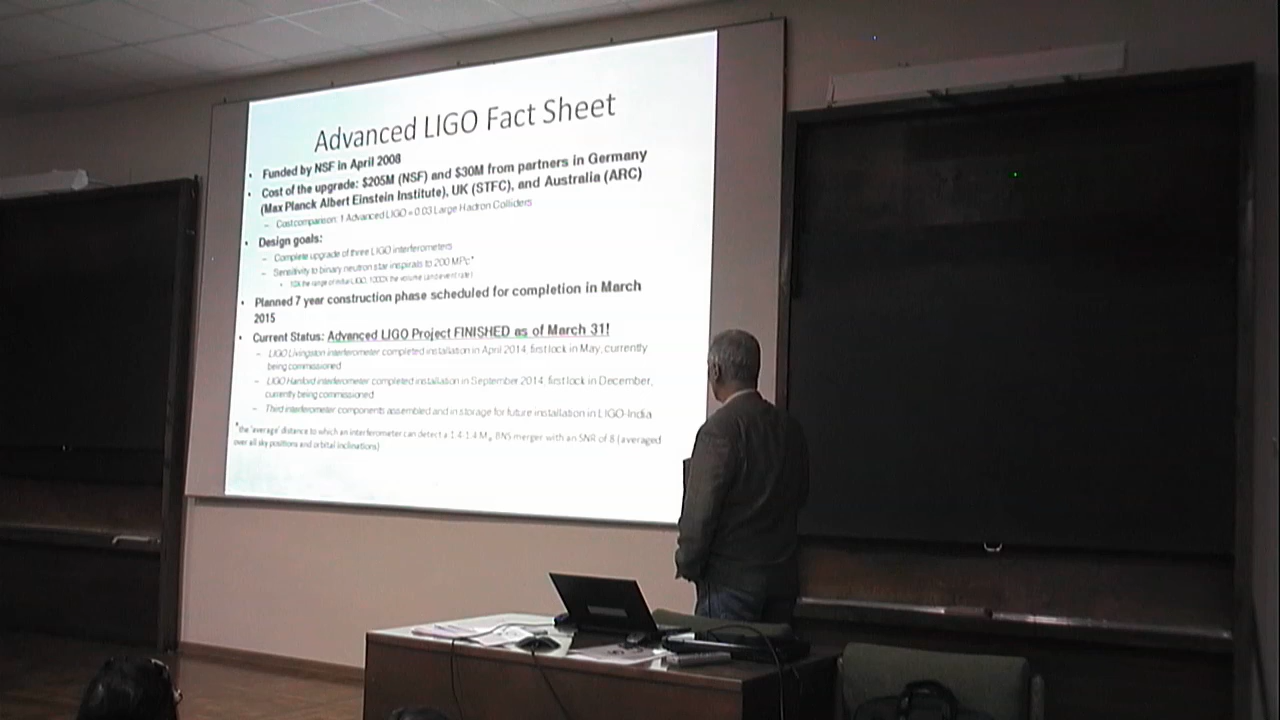 Advanced LIGO Fact Sheet
• Funded by NSF in April 2008
• Cost of the upgrade: $205M (NSF) and $30M from partners in Germany
(Max Planck Albert Einstein Institute), UK (STFC), and Australia (ARC)
– Cost comparison: 1 Advanced LIGO = 0.03 Large Hadron Colliders
• Design goals:
– Complete upgrade of three LIGO interferometers
– Sensitivity to binary neutron star inspirals to 200 MPc*
• 10X the range of initial LIGO, 1000X the volume (and event rate)
• Planned 7 year construction phase scheduled for completion in March
2015
• Current Status: Advanced LIGO Project FINISHED as of March 31!
– LIGO Livingston interferometer completed installation in April 2014, first lock in May, currently
being commissioned
– LIGO Hanford interferometer completed installation in September 2014, first lock in December,
currently being commissioned
– Third interferometer components assembled and in storage for future installation in LIGO-India
*the 'average' distance to which an interferometer can detect a 1.4-1.4 M BNS merger with an SNR of 8 (averaged
over all sky positions and orbital inclinations)